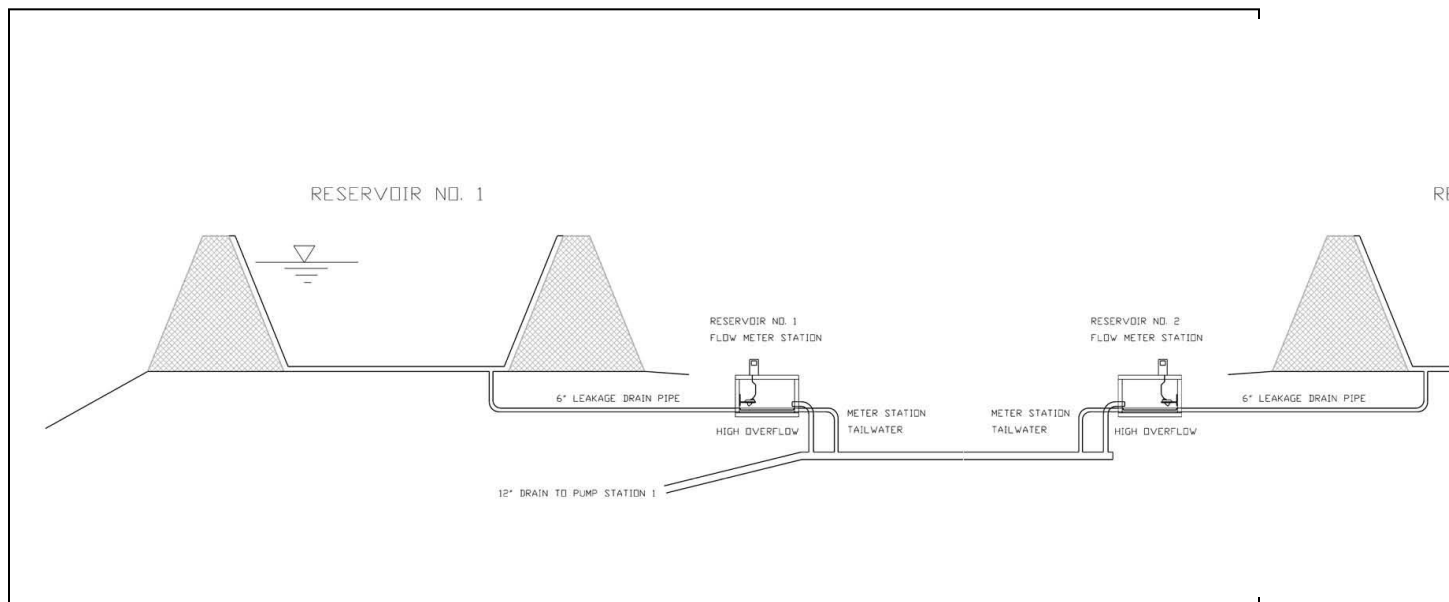 RESERVOIR NO. 1
RE
RESERVOIR NO. 1
FLOW METER STATION
RESERVOIR NO. 2
FLOW METER STATION
6" LEAKAGE DRAIN PIPE
METER STATION
TAILWATER
METER STATION
TAILWATER
6" LEAKAGE DRAIN PIPE
HIGH OVERFLOW
HIGH OVERFLOW
12" DRAIN TO PUMP STATION 1